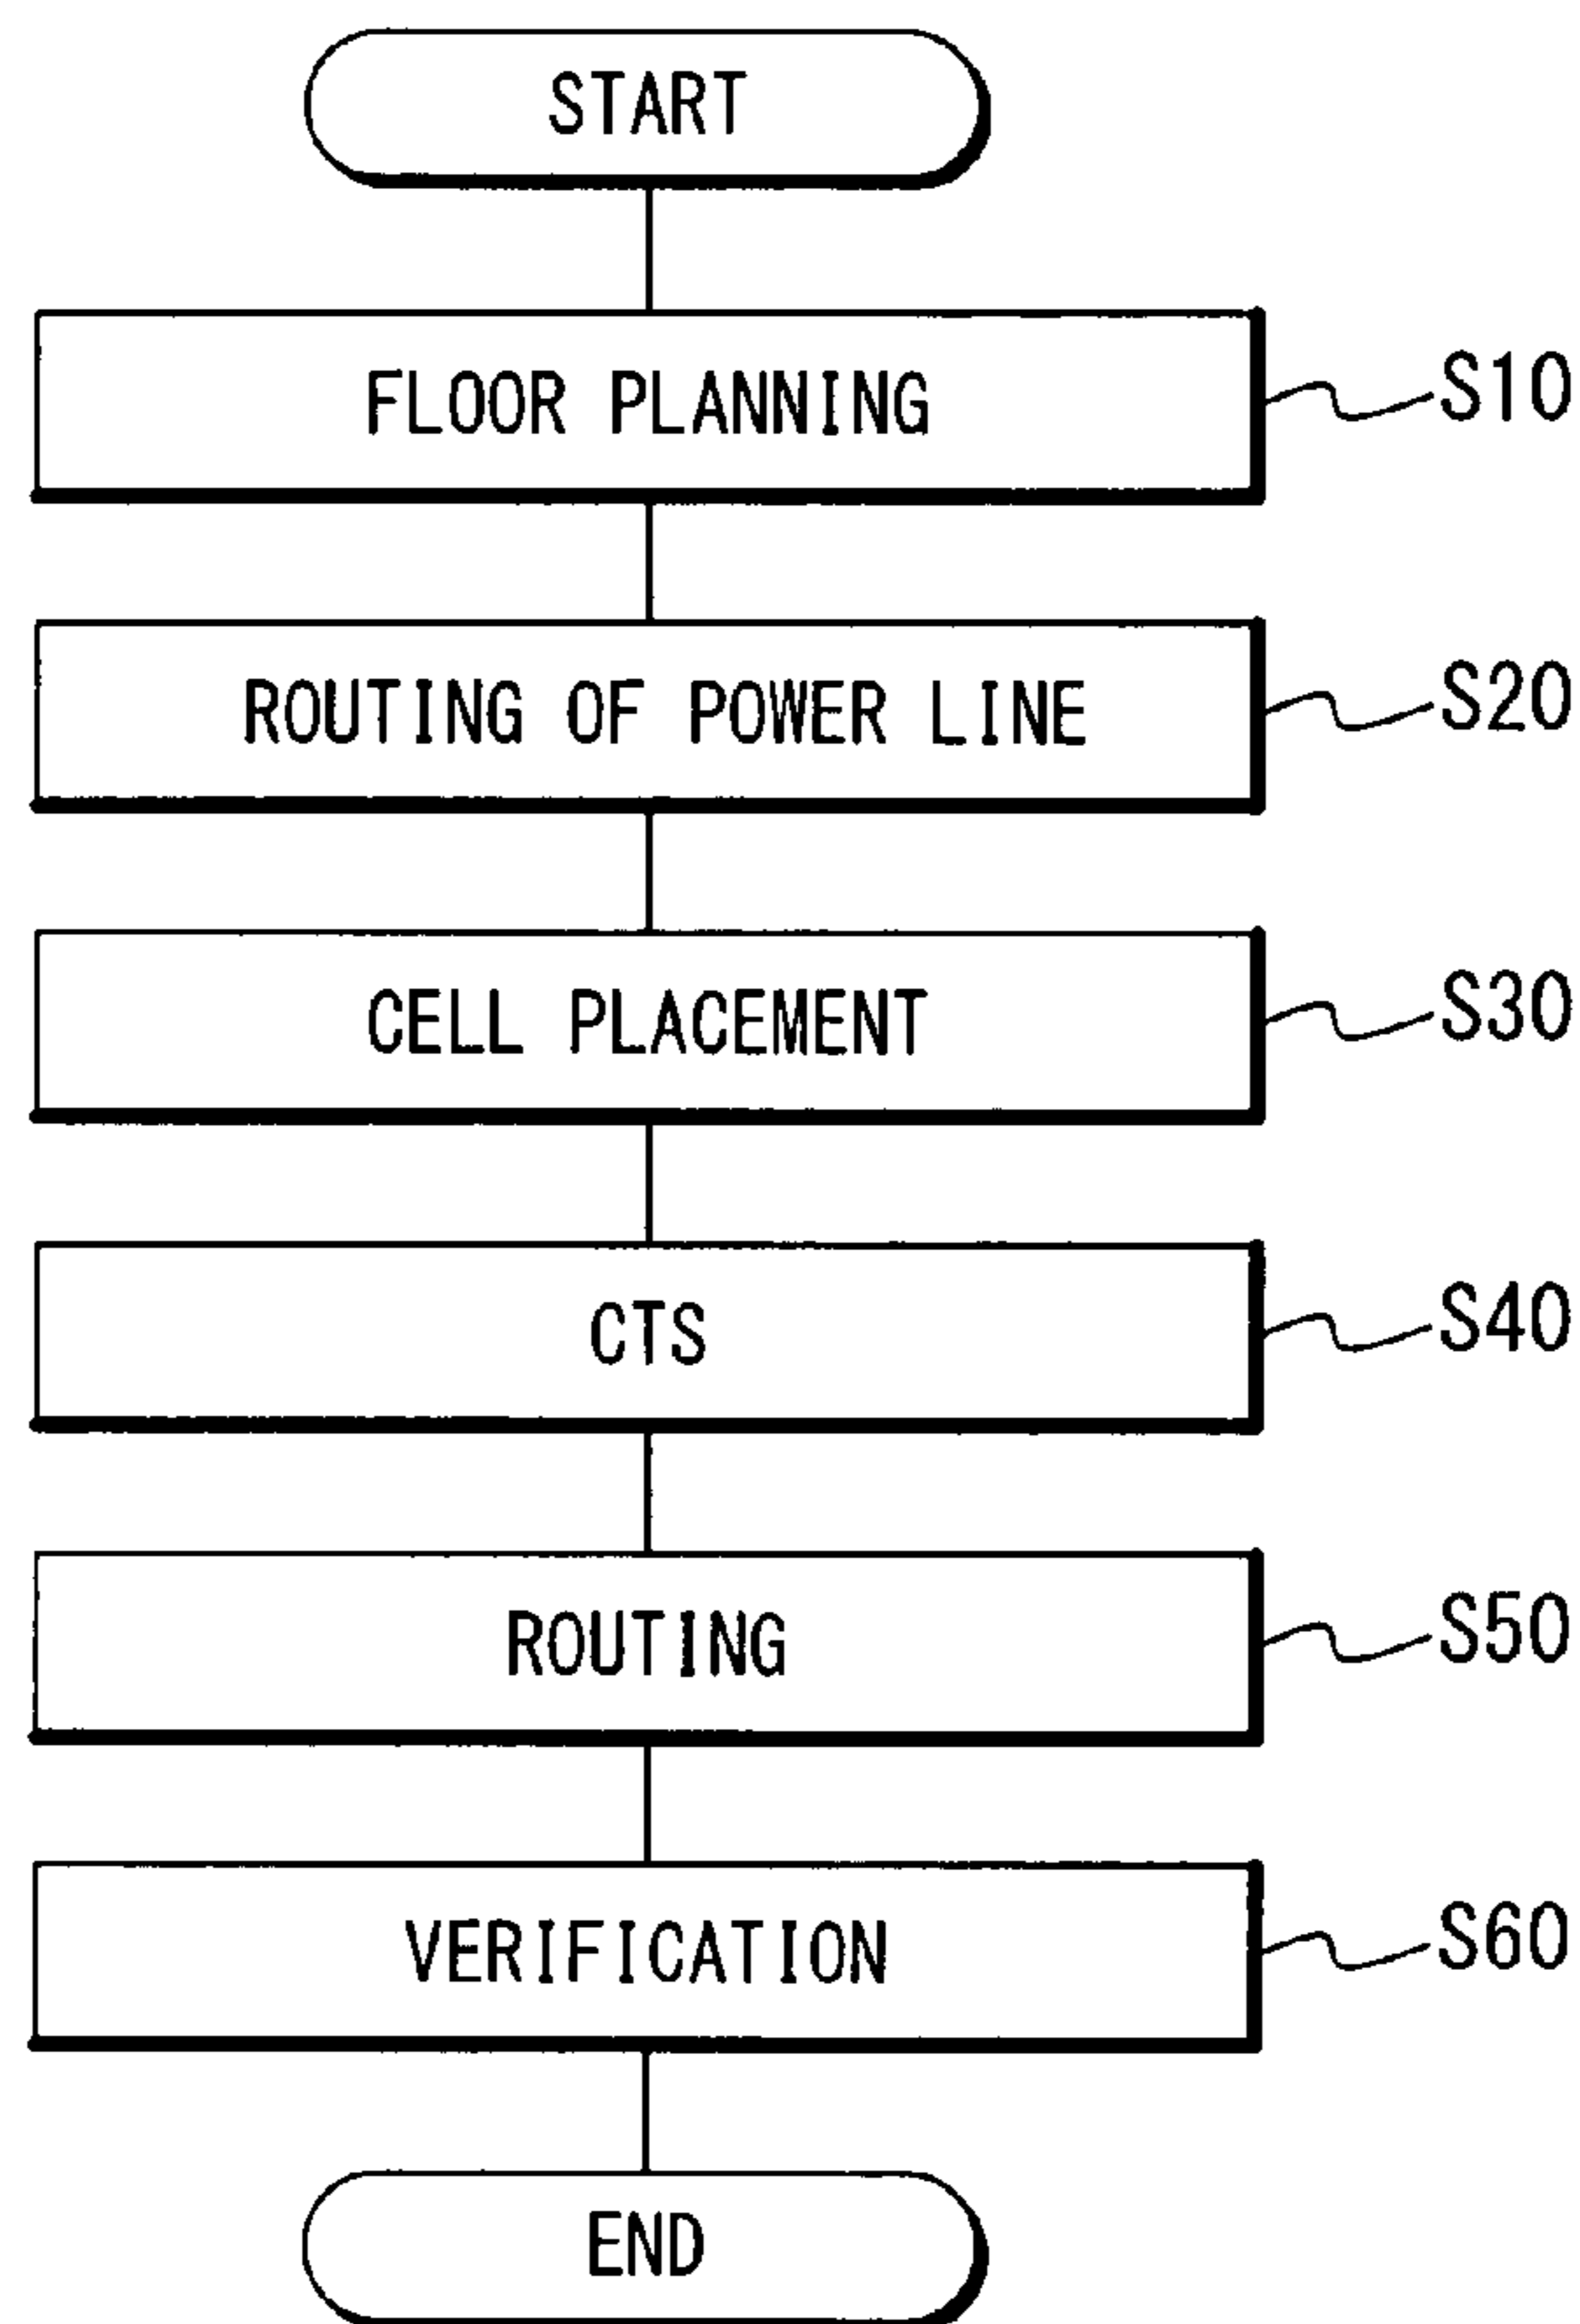 START
FLOOR PLANNING
S10
ROUTING OF POWER LINE
S20
CELL PLACEMENT
S30
CTS
S40
ROUTING
S50
VERIFICATION
S60
END